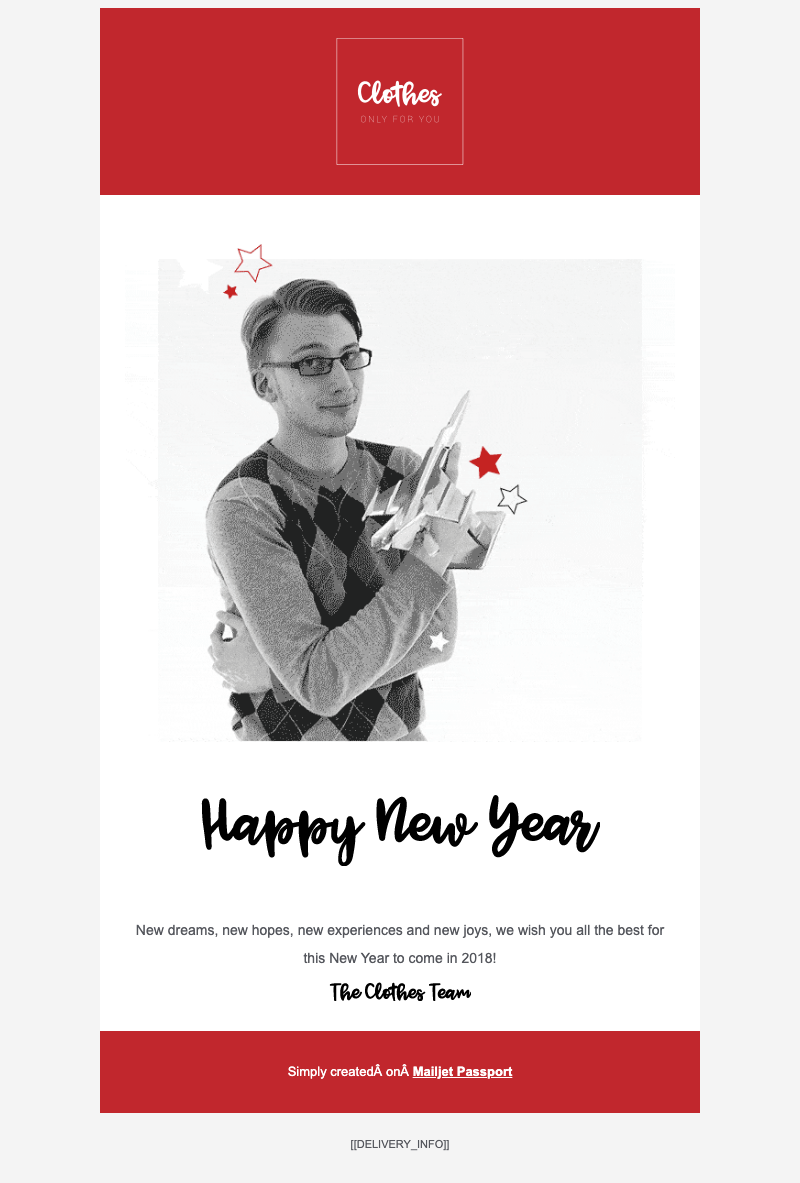 Clothes
ONLY FOR YOU
Happy New Year
New dreams, new hopes, new experiences and new joys, we wish you all the best for
this New Year to come in 2018!
The Clothes Team
Simply createdÂ onÂ Mailjet Passport
[[DELIVERY_INFO]]